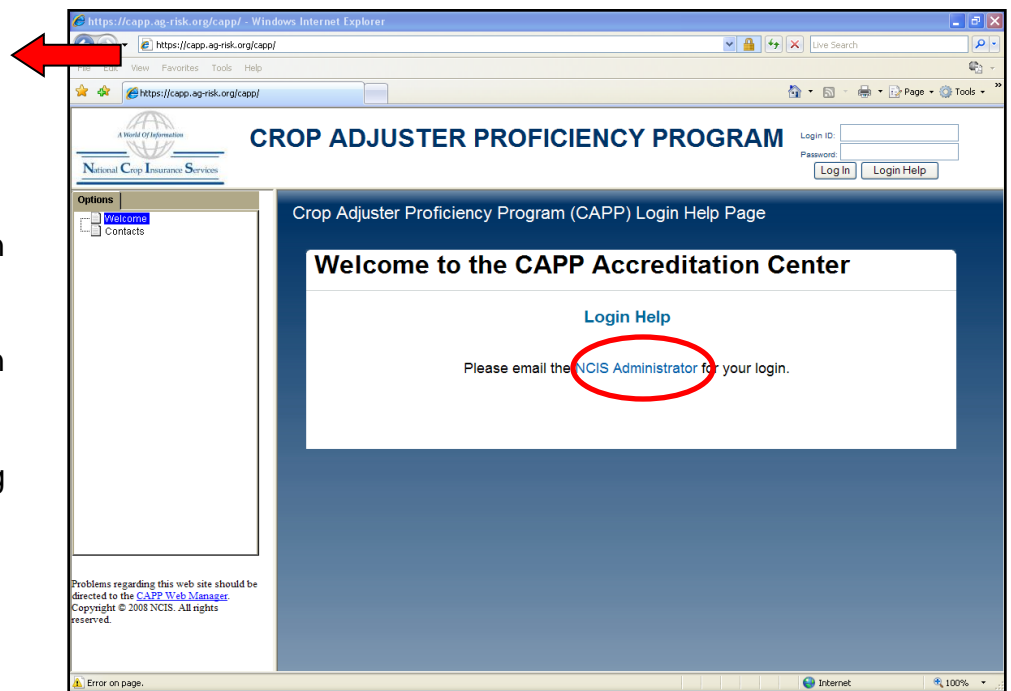 https://capp.ag-risk.org/capp/ - Windows Internet Explorer
https://capp.ag-risk.org/capp/
Live Search
File Edit View Favorites Tools Help
https://capp.ag-risk.org/capp/
Page Tools
A World Of Information
National Crop Insurance Services
CROP ADJUSTER PROFICIENCY PROGRAM
Login ID:
Password:
Log In Login Help
Options
Welcome
Contacts
Crop Adjuster Proficiency Program (CAPP) Login Help Page
Welcome to the CAPP Accreditation Center
Login Help
Please email the NCIS Administrator for your login.
n
n
g
Problems regarding this web site should be
directed to the CAPP Web Manager.
Copyright © 2008 NCIS. All rights
reserved.
Error on page.
Internet
100%